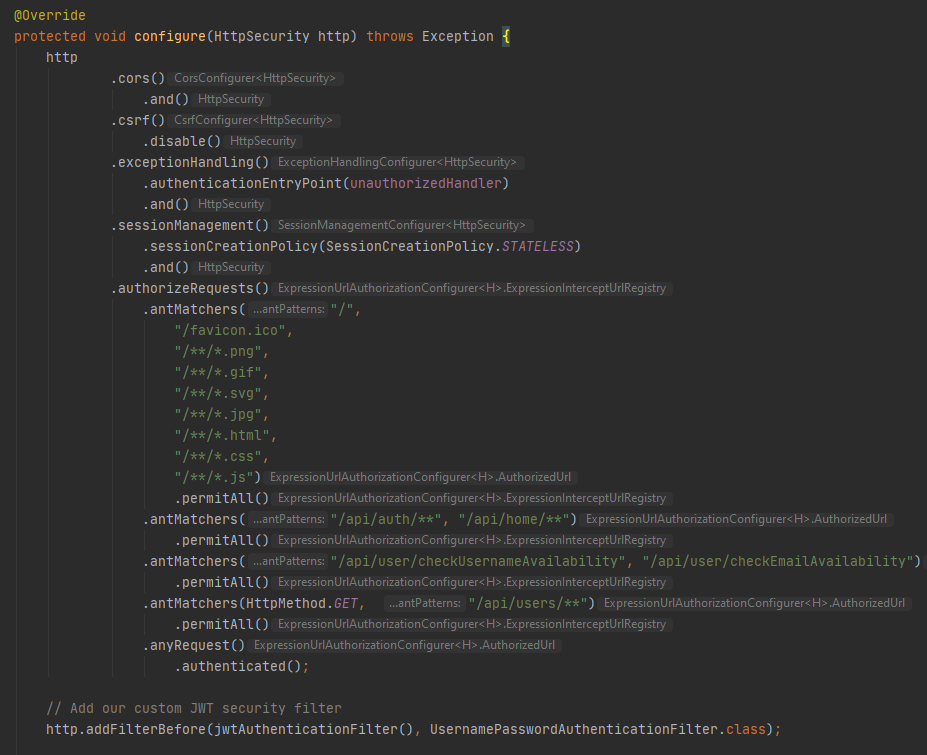 @Override
protected void configure(HttpSecurity http) throws Exception {
http
.cors() CorsConfigurer<HttpSecurity>
.and() HttpSecurity
.csrf() CsrfConfigurer<HttpSecurity>
.disable() HttpSecurity
.exceptionHandling() ExceptionHandlingConfigurer<HttpSecurity>
.authenticationEntryPoint(unauthorizedHandler)
.and() HttpSecurity
.sessionManagement() SessionManagementConfigurer<HttpSecurity>
.sessionCreationPolicy(SessionCreationPolicy.STATELESS)
.and() HttpSecurity
.authorizeRequests() ExpressionUrlAuthorizationConfigurer<H>.ExpressionInterceptUrlRegistry
.antMatchers( ...antPatterns: "/",
"/favicon.ico",
"/**/*.png",
"/**/*.gif",
"/**/*.svg",
"/**/*.jpg",
"/**/*.html",
"/**/*.css",
"/**/*.js") ExpressionUrlAuthorizationConfigurer<H>.AuthorizedUrl
.permitAll() ExpressionUrlAuthorizationConfigurer<H>.ExpressionInterceptUrlRegistry
.antMatchers( ...antPatterns: "/api/auth/**", "/api/home/**") ExpressionUrlAuthorizationConfigurer<H>.AuthorizedUrl
.permitAll() ExpressionUrlAuthorizationConfigurer<H>.ExpressionInterceptUrlRegistry
.antMatchers( ...antPatterns: "/api/user/checkUsernameAvailability", "/api/user/checkEmailAvailability")
.permitAll() ExpressionUrlAuthorizationConfigurer<H>.ExpressionInterceptUrlRegistry
.antMatchers(HttpMethod.GET, ...antPatterns: "/api/users/**") ExpressionUrlAuthorizationConfigurer<H>.AuthorizedUrl
.permitAll() ExpressionUrlAuthorizationConfigurer<H>.ExpressionInterceptUrlRegistry
.anyRequest() ExpressionUrlAuthorizationConfigurer<H>.AuthorizedUrl
.authenticated();
// Add our custom JWT security filter
http.addFilterBefore(jwtAuthenticationFilter(), UsernamePasswordAuthenticationFilter.class);